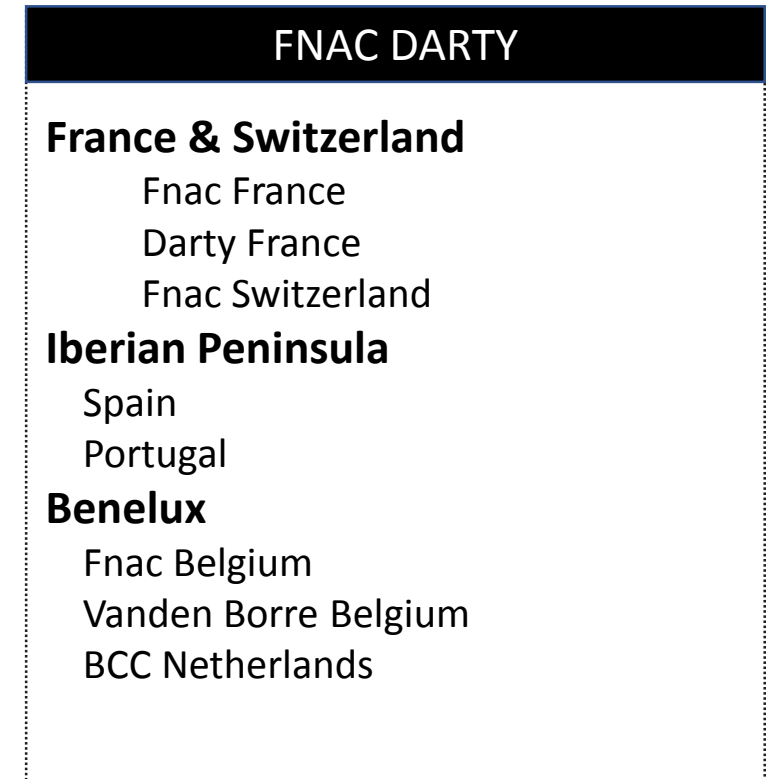 FNAC DARTY
France & Switzerland
Fnac France
Darty France
Fnac Switzerland
Iberian Peninsula
Spain
Portugal
Benelux
Fnac Belgium
Vanden Borre Belgium
BCC Netherlands